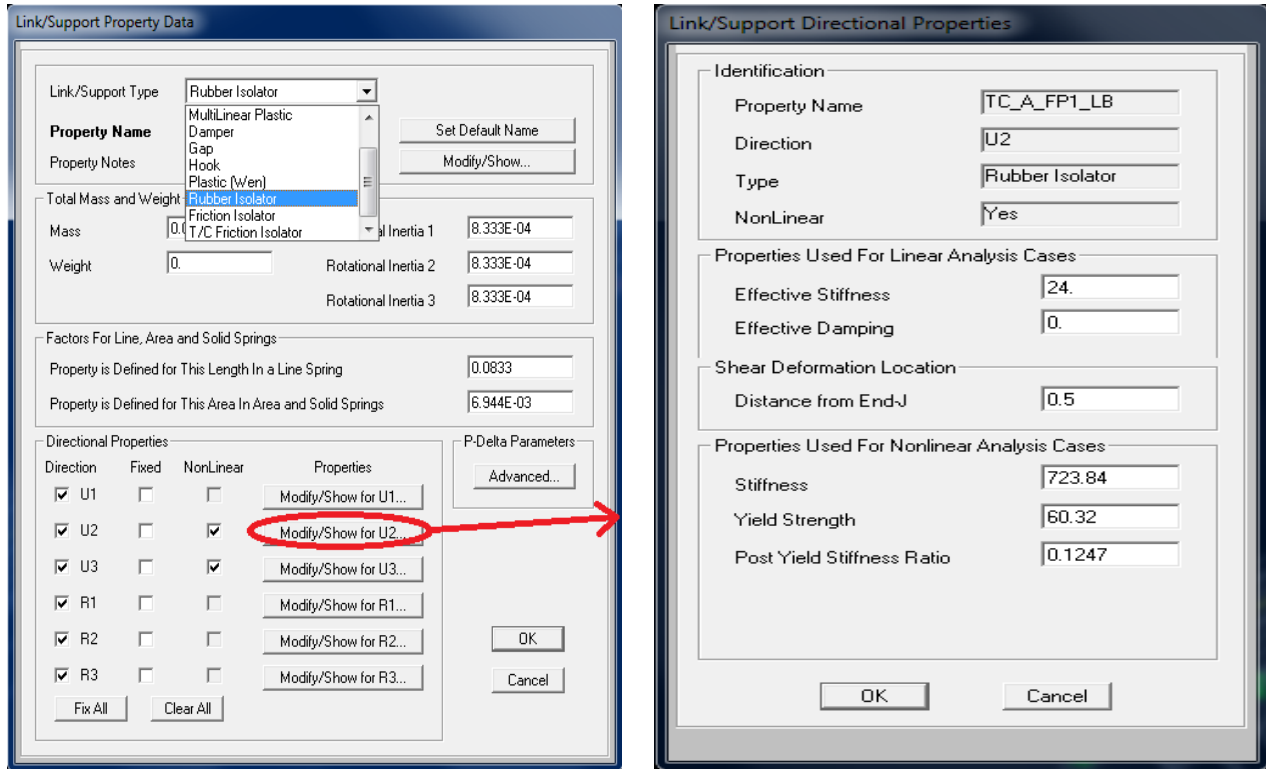 Link/Support Property Data
Link/Support Type Rubber Isolator
MultiLinear Plastic
Damper
Gap
Hook
Plastic (Wen)
Rubber Isolator
Friction Isolator
T/C Friction Isolator
Property Name Set Default Name
Property Notes Modify/Show...
Total Mass and Weight
Mass 0.0 al Inertia 1 8.333E-04
Weight 0. Rotational Inertia 2 8.333E-04
Rotational Inertia 3 8.333E-04
Factors For Line, Area and Solid Springs
Property is Defined for This Length In a Line Spring 0.0833
Property is Defined for This Area In Area and Solid Springs 6.944E-03
Directional Properties
Direction Fixed NonLinear Properties
U1 Modify/Show for U1...
U2 Modify/Show for U2...
U3 Modify/Show for U3...
R1 Modify/Show for R1...
R2 Modify/Show for R2...
R3 Modify/Show for R3...
Fix All Clear All
P-Delta Parameters
Advanced...
OK
Cancel
Link/Support Directional Properties
Identification
Property Name TC_A_FP1_LB
Direction U2
Type Rubber Isolator
NonLinear Yes
Properties Used For Linear Analysis Cases
Effective Stiffness 24.
Effective Damping 0.
Shear Deformation Location
Distance from End-J 0.5
Properties Used For Nonlinear Analysis Cases
Stiffness 723.84
Yield Strength 60.32
Post Yield Stiffness Ratio 0.1247
OK Cancel